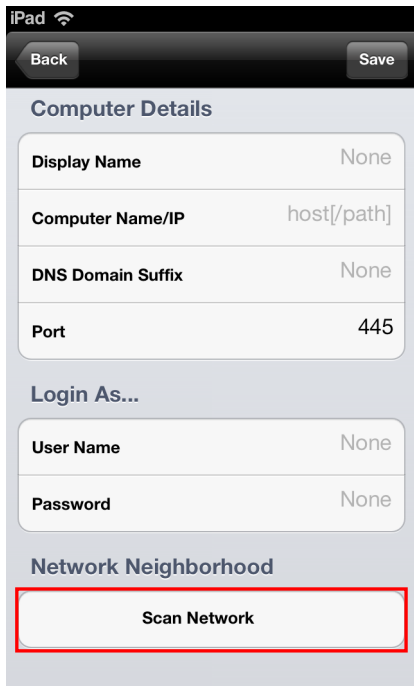 iPad
Back Save
Computer Details
Display Name None
Computer Name/IP host[/path]
DNS Domain Suffix None
Port 445
Login As...
User Name None
Password None
Network Neighborhood
Scan Network